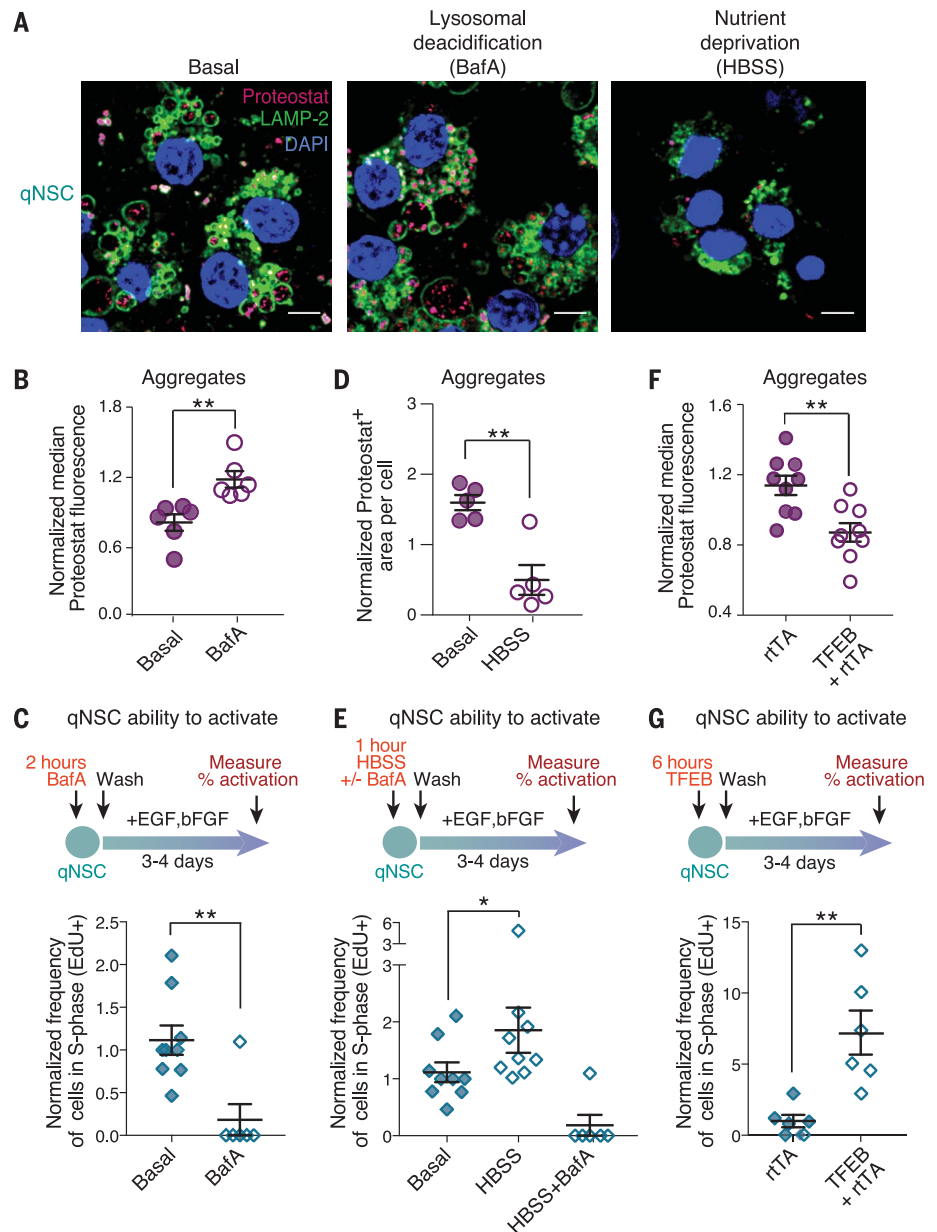 A
Basal
Lysosomal
deacidification
(BafA)
Nutrient
deprivation
(HBSS)
Proteostat
LAMP-2
DAPI
qNSC
B
Aggregates
Normalized median
Proteostat fluorescence
1.8
1.2
0.6
0.0
**
Basal
BafA
D
Aggregates
Normalized Proteostat+
area per cell
3
2
1
0
**
Basal
HBSS
F
Aggregates
Normalized median
Proteostat fluorescence
1.6
1.2
0.8
0.4
**
rtTA
TFEB
+ rtTA
C
qNSC ability to activate
2 hours
BafA
Wash
Measure
% activation
+EGF,bFGF
3-4 days
qNSC
Normalized frequency
of cells in S-phase (EdU+)
2.5
2.0
1.5
1.0
0.5
0.0
**
Basal
BafA
E
qNSC ability to activate
1 hour
HBSS
+/- BafA
Wash
Measure
% activation
+EGF,bFGF
3-4 days
qNSC
Normalized frequency
of cells in S-phase (EdU+)
6
3
3
2
1
0
*
Basal
HBSS
HBSS+BafA
G
qNSC ability to activate
6 hours
TFEB
Wash
Measure
% activation
+EGF,bFGF
3-4 days
qNSC
Normalized frequency
of cells in S-phase (EdU+)
15
10
5
0
**
rtTA
TFEB
+ rtTA